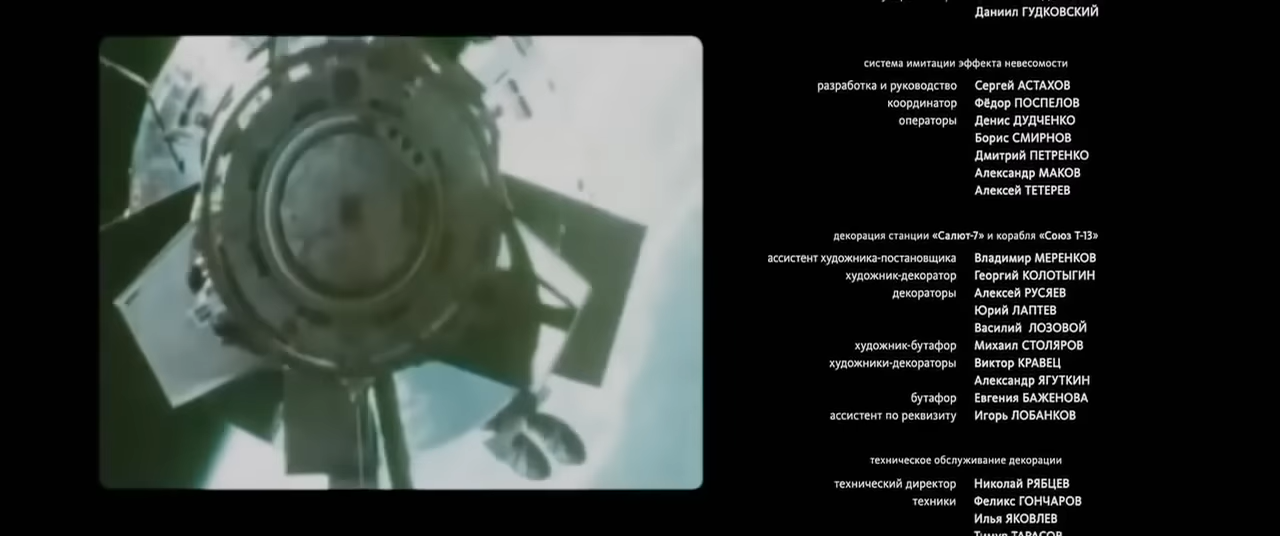 Даниил ГУДКОВСКИЙ
система имитации эффекта невесомости
разработка и руководство Сергей АСТАХОВ
координатор Фёдор ПОСПЕЛОВ
операторы Денис ДУДЧЕНКО
Борис СМИРНОВ
Дмитрий ПЕТРЕНКО
Александр МАКОВ
Алексей ТЕТЕРЕВ
декорация станции «Салют-7» и корабля «Союз Т-13»
ассистент художника-постановщика Владимир МЕРЕНКОВ
художник-декоратор Георгий КОЛОТЫГИН
декораторы Алексей РУСЯЕВ
Юрий ЛАПТЕВ
Василий ЛОЗОВОЙ
художник-бутафор Михаил СТОЛЯРОВ
художники-декораторы Виктор КРАВЕЦ
Александр ЯГУТКИН
бутафор Евгения БАЖЕНОВА
ассистент по реквизиту Игорь ЛОБАНКОВ
техническое обслуживание декорации
технический директор Николай РЯБЦЕВ
техники Феликс ГОНЧАРОВ
Илья ЯКОВЛЕВ
Тимур ТАРАСОВ